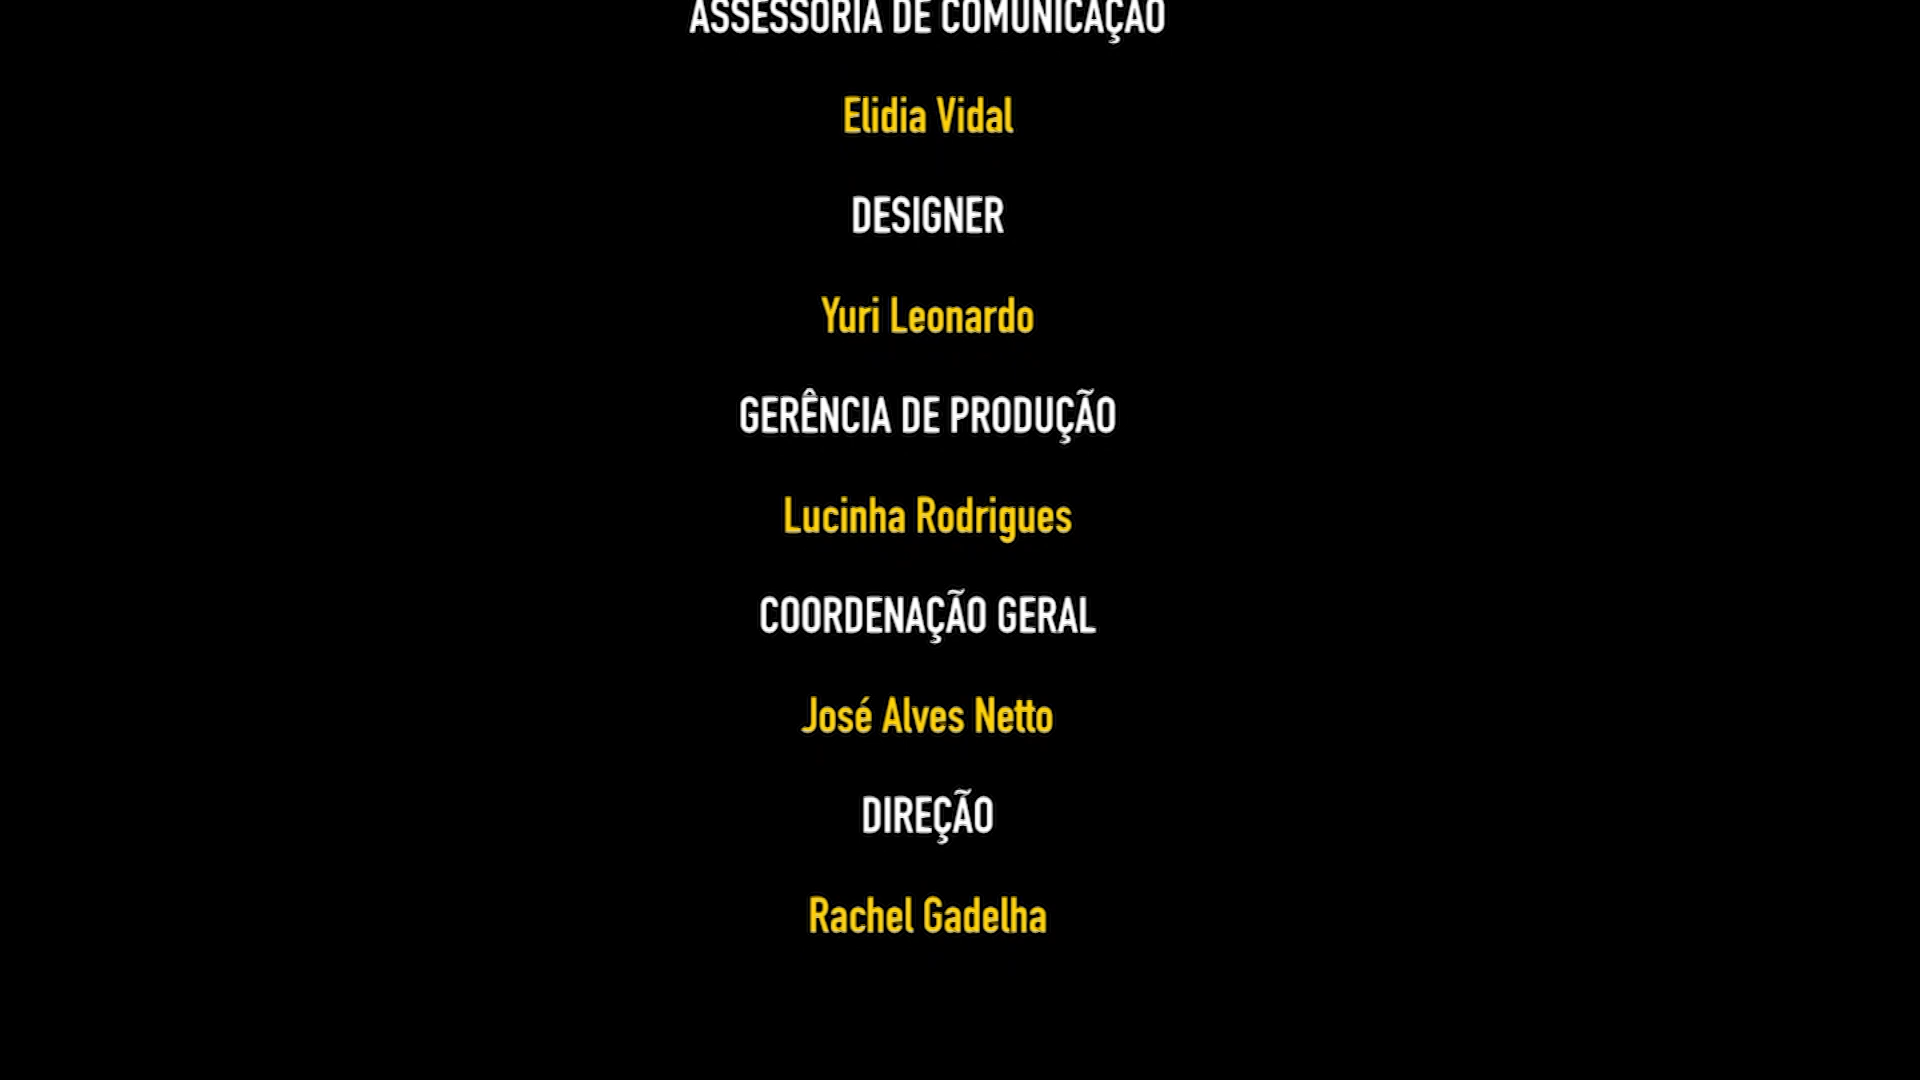 ASSESSORIA DE COMUNICAÇÃO
Elidia Vidal
DESIGNER
Yuri Leonardo
GERÊNCIA DE PRODUÇÃO
Lucinha Rodrigues
COORDENAÇÃO GERAL
José Alves Netto
DIREÇÃO
Rachel Gadelha